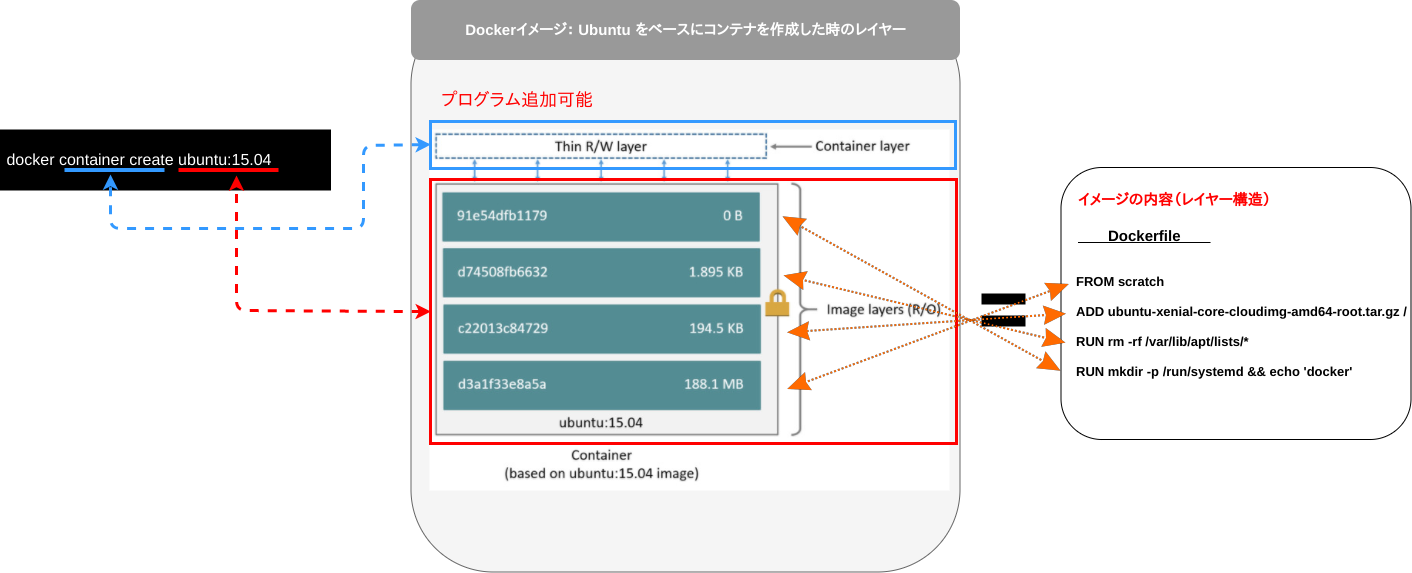 Dockerイメージ: Ubuntu をベースにコンテナを作成した時のレイヤー
プログラム追加可能
docker container create ubuntu:15.04
Thin R/W layer
Container layer
91e54dfb1179 0 B
d74508fb6632 1.895 KB
c22013c84729 194.5 KB
d3a1f33e8a5a 188.1 MB
ubuntu:15.04
Image layers (R/O)
Container
(based on ubuntu:15.04 image)
イメージの内容(レイヤー構造)
Dockerfile
FROM scratch
ADD ubuntu-xenial-core-cloudimg-amd64-root.tar.gz /
RUN rm -rf /var/lib/apt/lists/*
RUN mkdir -p /run/systemd && echo 'docker'